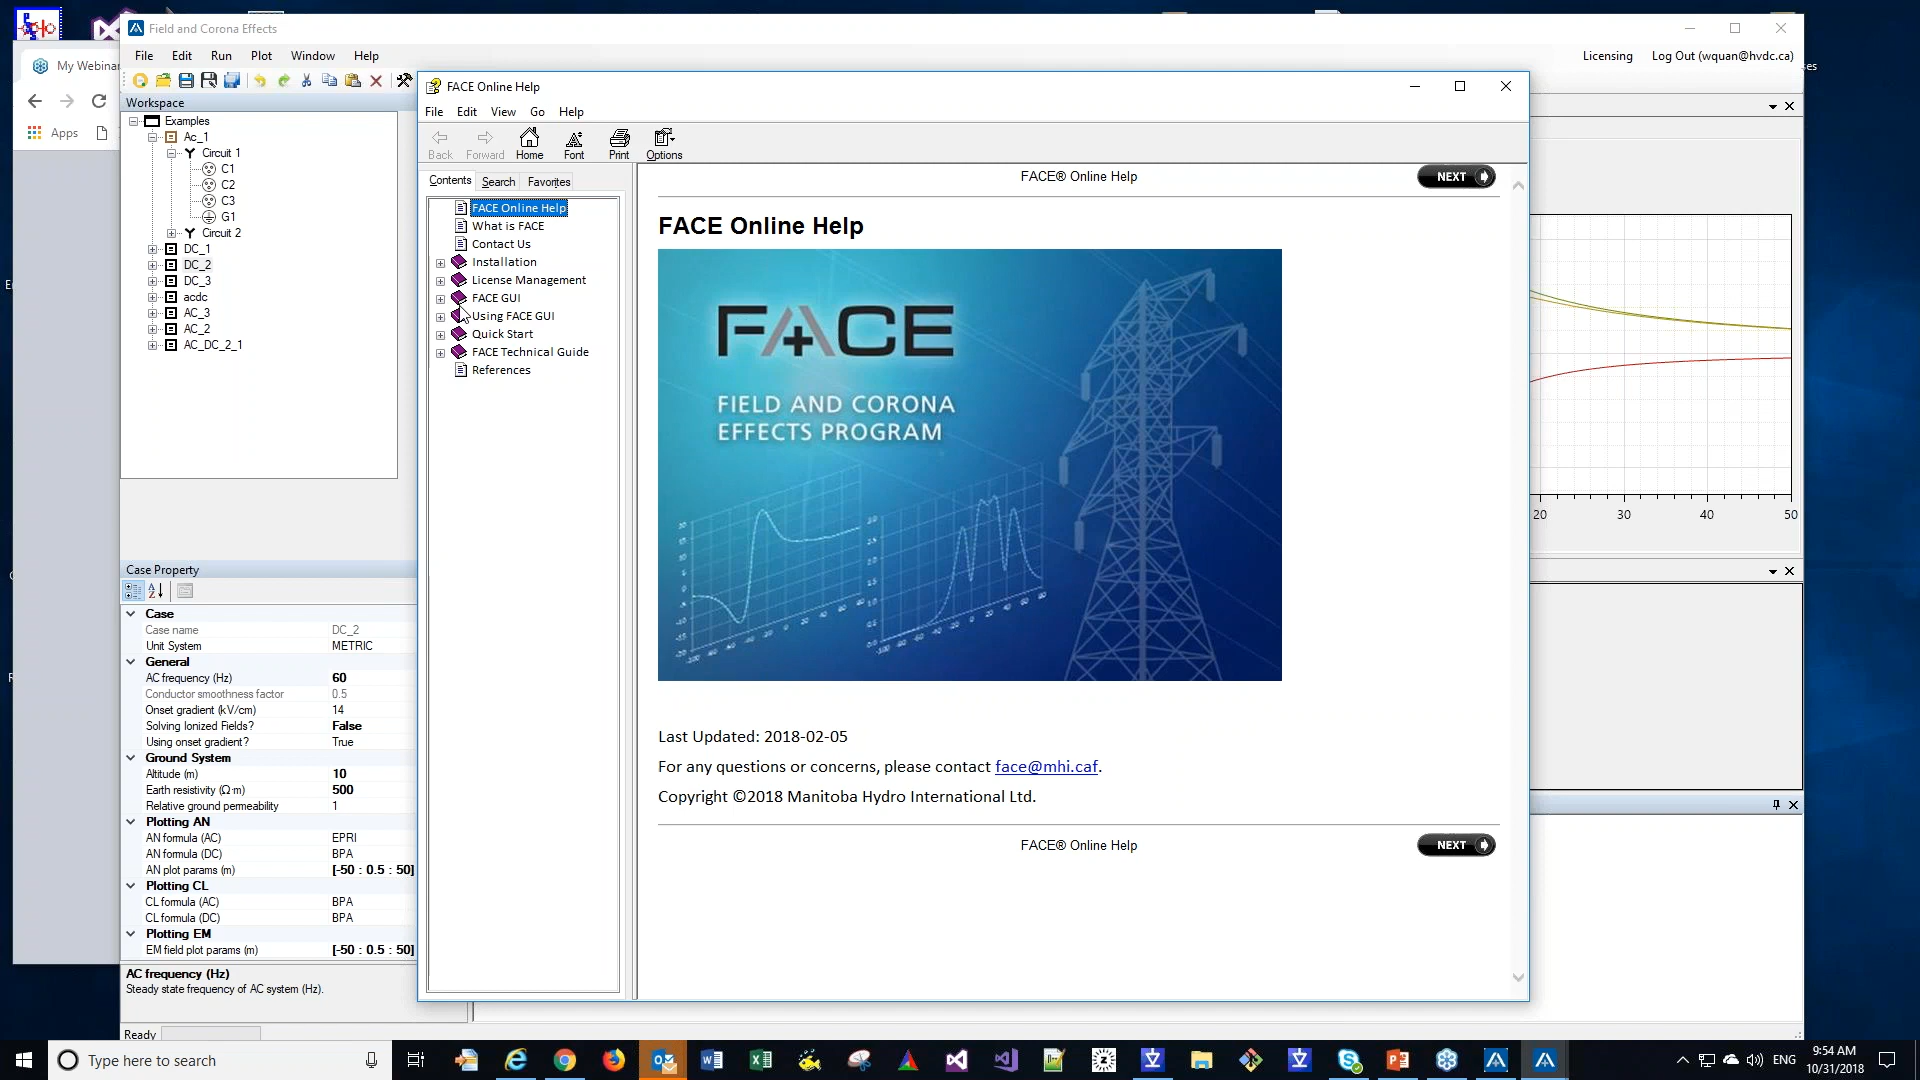 Field and Corona Effects
File Edit Run Plot Window Help
Licensing Log Out (wquan@hvdc.ca)
My Webinar
Apps
Workspace
Examples
Ac_1
Circuit 1
C1
C2
C3
G1
Circuit 2
DC_1
DC_2
DC_3
acdc
AC_3
AC_2
AC_DC_2_1
Case Property
Case
Case name DC_2
Unit System METRIC
General
AC frequency (Hz) 60
Conductor smoothness factor 0.5
Onset gradient (kV/cm) 14
Solving Ionized Fields? False
Using onset gradient? True
Ground System
Altitude (m) 10
Earth resistivity (Ω·m) 500
Relative ground permeability 1
Plotting AN
AN formula (AC) EPRI
AN formula (DC) BPA
AN plot params (m) [-50 : 0.5 : 50]
Plotting CL
CL formula (AC) BPA
CL formula (DC) BPA
Plotting EM
EM field plot params (m) [-50 : 0.5 : 50]
AC frequency (Hz)
Steady state frequency of AC system (Hz).
Ready
FACE Online Help
File Edit View Go Help
Back Forward Home Font Print Options
Contents Search Favorites
FACE Online Help
What is FACE
Contact Us
Installation
License Management
FACE GUI
Using FACE GUI
Quick Start
FACE Technical Guide
References
FACE® Online Help NEXT
FACE Online Help
FACE
FIELD AND CORONA
EFFECTS PROGRAM
Last Updated: 2018-02-05
For any questions or concerns, please contact face@mhi.caf.
Copyright ©2018 Manitoba Hydro International Ltd.
FACE® Online Help NEXT
20 30 40 50
Type here to search
ENG
9:54 AM
10/31/2018